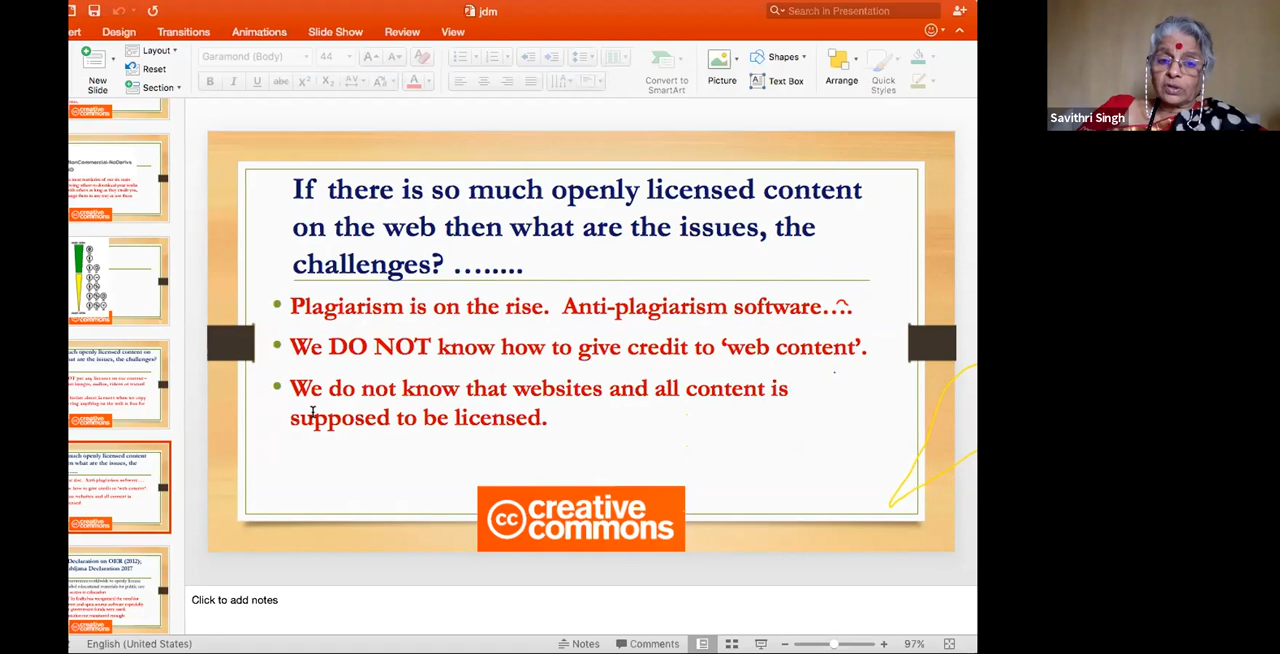 jdm
Search in Presentation
Design Transitions Animations Slide Show Review View
Layout
Reset
Section
New
Slide
Garamond (Body) 44
Convert to
SmartArt
Picture
Shapes
Text Box
Arrange
Quick
Styles
If there is so much openly licensed content
on the web then what are the issues, the
challenges? ….....
Plagiarism is on the rise. Anti-plagiarism software….
We DO NOT know how to give credit to ‘web content’.
We do not know that websites and all content is
supposed to be licensed.
cc creative
commons
Click to add notes
English (United States) Notes Comments 97%
Savithri Singh